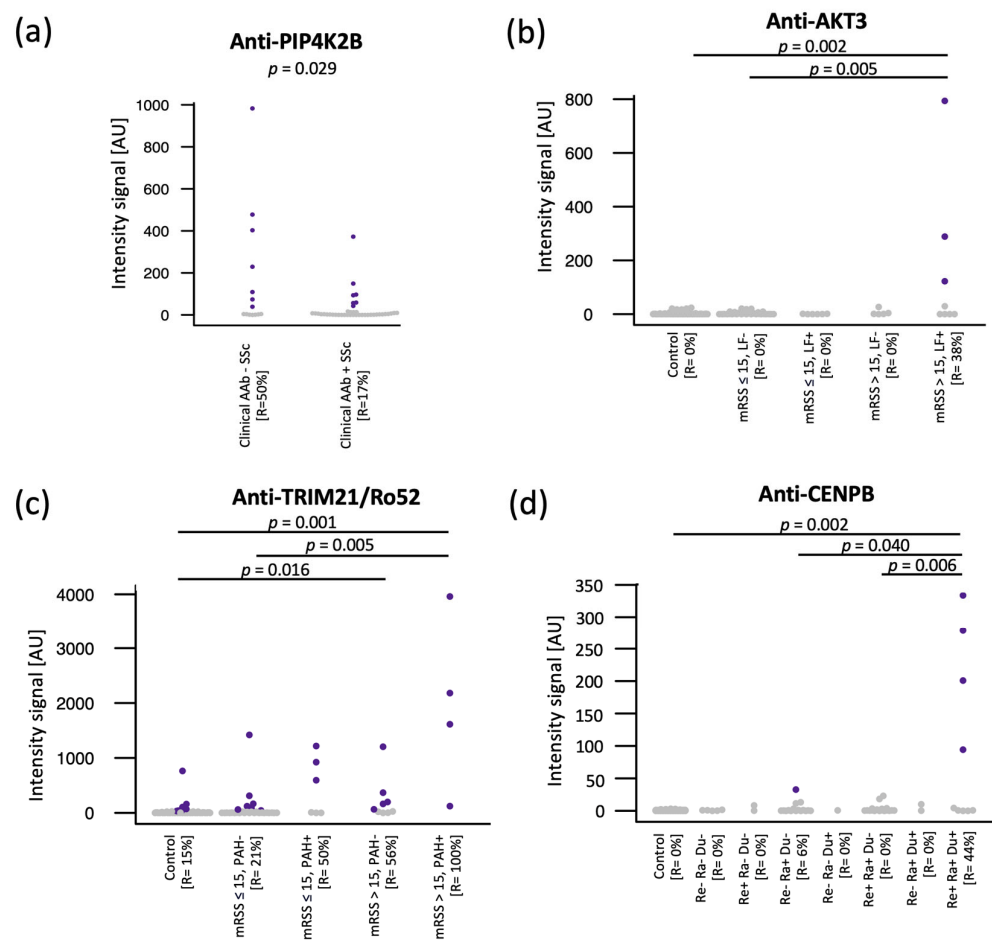 (a)
Anti-PIP4K2B
p = 0.029
Intensity signal [AU]
1000
800
600
400
200
0
Clinical AAb - SSc
[R=50%]
Clinical AAb + SSc
[R=17%]
(b)
Anti-AKT3
p = 0.002
p = 0.005
Intensity signal [AU]
800
600
400
200
0
Control
[R= 0%]
mRSS ≤ 15, LF-
[R= 0%]
mRSS ≤ 15, LF+
[R= 0%]
mRSS > 15, LF-
[R= 0%]
mRSS > 15, LF+
[R= 38%]
(c)
Anti-TRIM21/Ro52
p = 0.001
p = 0.005
p = 0.016
Intensity signal [AU]
4000
3000
2000
1000
0
Control
[R= 15%]
mRSS ≤ 15, PAH-
[R= 21%]
mRSS ≤ 15, PAH+
[R= 50%]
mRSS > 15, PAH-
[R= 56%]
mRSS > 15, PAH+
[R= 100%]
(d)
Anti-CENPB
p = 0.002
p = 0.040
p = 0.006
Intensity signal [AU]
350
300
250
200
150
100
50
0
Control
[R= 0%]
Re- Ra- Du-
[R= 0%]
Re+ Ra- Du-
[R= 0%]
Re- Ra+ Du-
[R= 6%]
Re- Ra- Du+
[R= 0%]
Re+ Ra+ Du-
[R= 0%]
Re- Ra+ Du+
[R= 0%]
Re+ Ra+ Du+
[R= 44%]